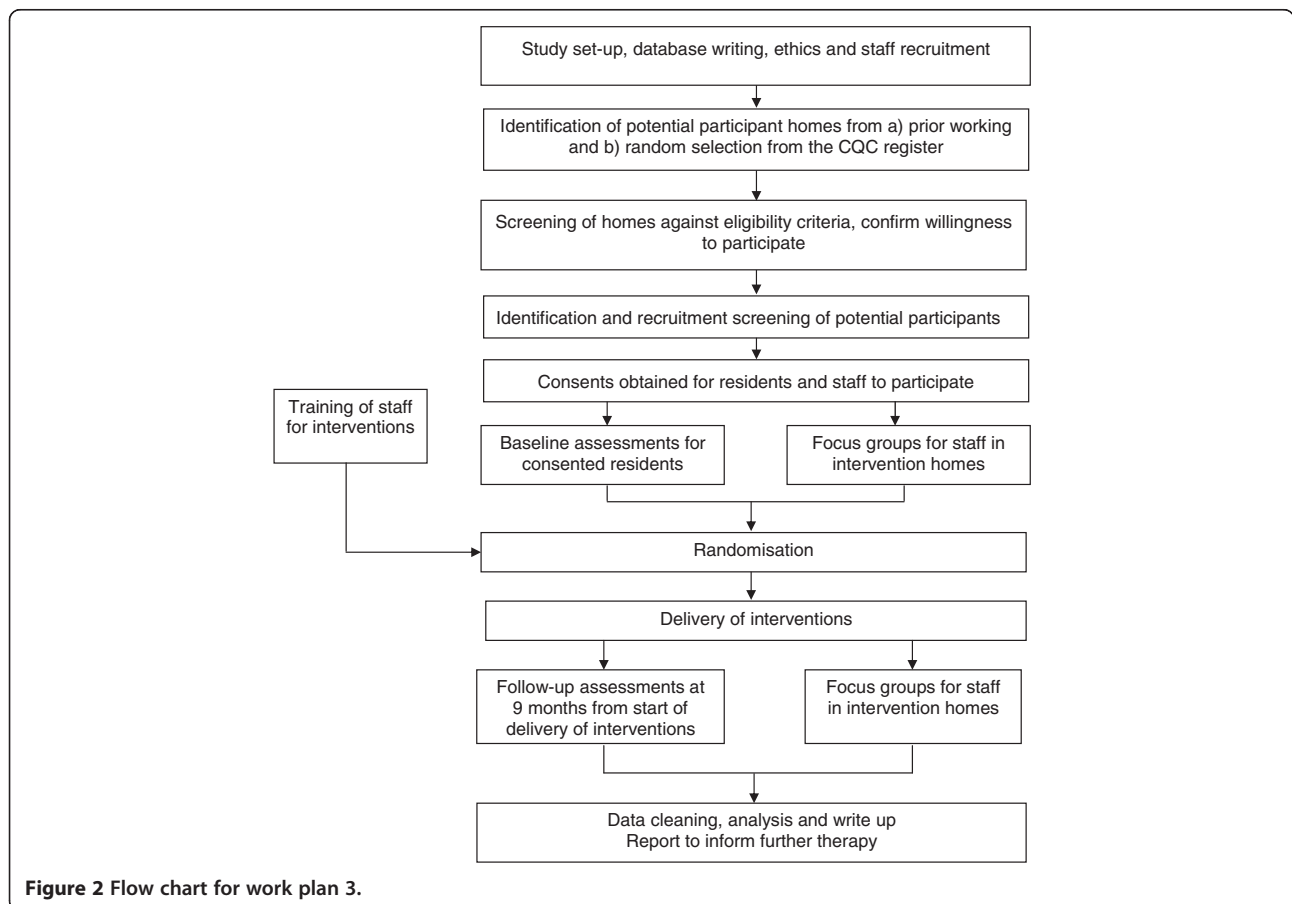 Study set-up, database writing, ethics and staff recruitment
Identification of potential participant homes from a) prior working
and b) random selection from the CQC register
Screening of homes against eligibility criteria, confirm willingness
to participate
Identification and recruitment screening of potential participants
Consents obtained for residents and staff to participate
Training of staff
for interventions
Baseline assessments for
consented residents
Focus groups for staff in
intervention homes
Randomisation
Delivery of interventions
Follow-up assessments at
9 months from start of
delivery of interventions
Focus groups for staff
in intervention homes
Data cleaning, analysis and write up
Report to inform further therapy
Figure 2 Flow chart for work plan 3.